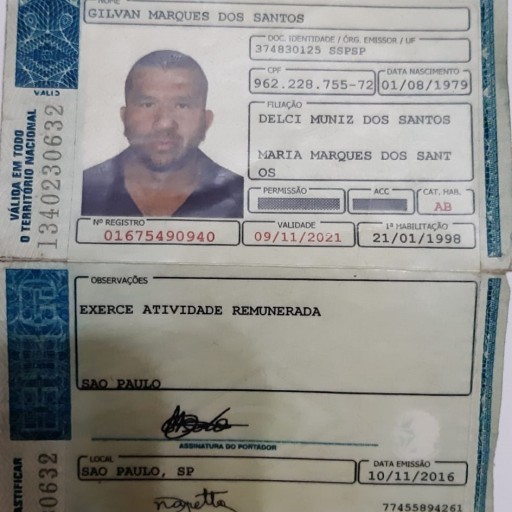 NOME
GILVAN MARQUES DOS SANTOS
DOC. IDENTIDADE / ÓRG. EMISSOR / UF
374830125 SSPSP
CPF
DATA NASCIMENTO
962.228.755-72
01/08/1979
FILIAÇÃO
DELCI MUNIZ DOS SANTOS
MARIA MARQUES DOS SANT
OS
PERMISSÃO
ACC
CAT. HAB.
AB
Nº REGISTRO
VALIDADE
1ª HABILITAÇÃO
01675490940
09/11/2021
21/01/1998
VÁLIDA EM TODO
O TERRITÓRIO NACIONAL
1340230632
OBSERVAÇÕES
EXERCE ATIVIDADE REMUNERADA
SAO PAULO
ASSINATURA DO PORTADOR
LOCAL
DATA EMISSÃO
SAO PAULO, SP
10/11/2016
77455894261
ASTIFICAR
0632